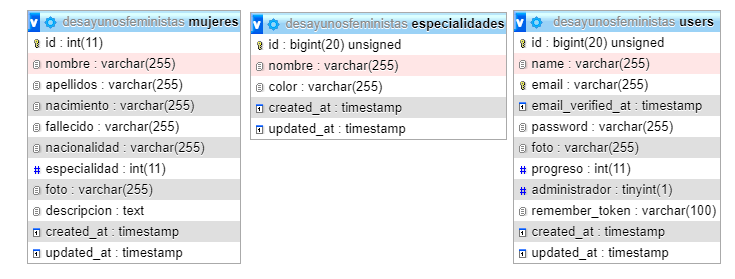 desayunosfeministas mujeres
id : int(11)
nombre : varchar(255)
apellidos : varchar(255)
nacimiento : varchar(255)
fallecido : varchar(255)
nacionalidad : varchar(255)
# especialidad : int(11)
foto : varchar(255)
descripcion : text
created_at : timestamp
updated_at : timestamp
desayunosfeministas especialidades
id : bigint(20) unsigned
nombre : varchar(255)
color : varchar(255)
created_at : timestamp
updated_at : timestamp
desayunosfeministas users
id : bigint(20) unsigned
name : varchar(255)
email : varchar(255)
email_verified_at : timestamp
password : varchar(255)
foto : varchar(255)
# progreso : int(11)
# administrador : tinyint(1)
remember_token : varchar(100)
created_at : timestamp
updated_at : timestamp